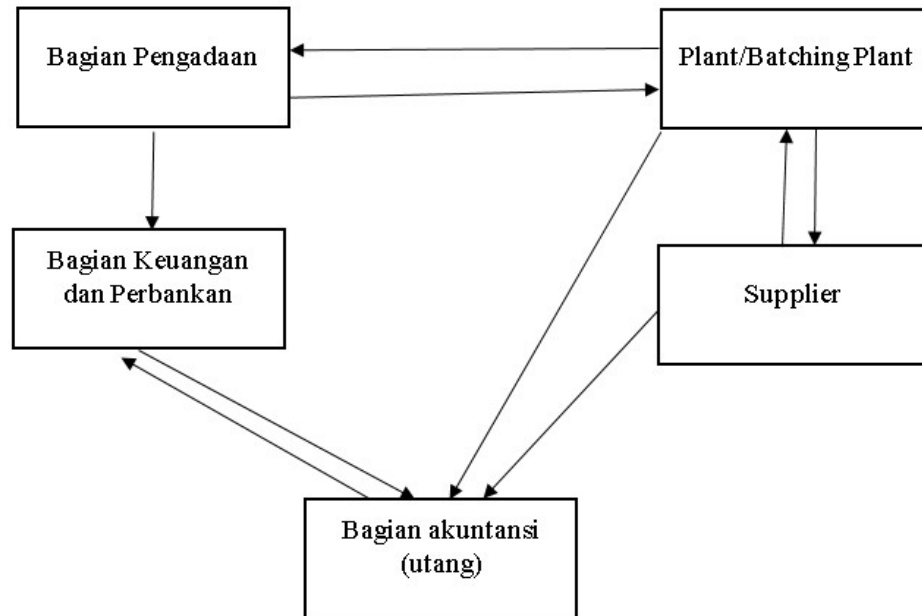 Bagian Pengadaan
Plant/Batching Plant
Bagian Keuangan
dan Perbankan
Supplier
Bagian akuntansi
(utang)